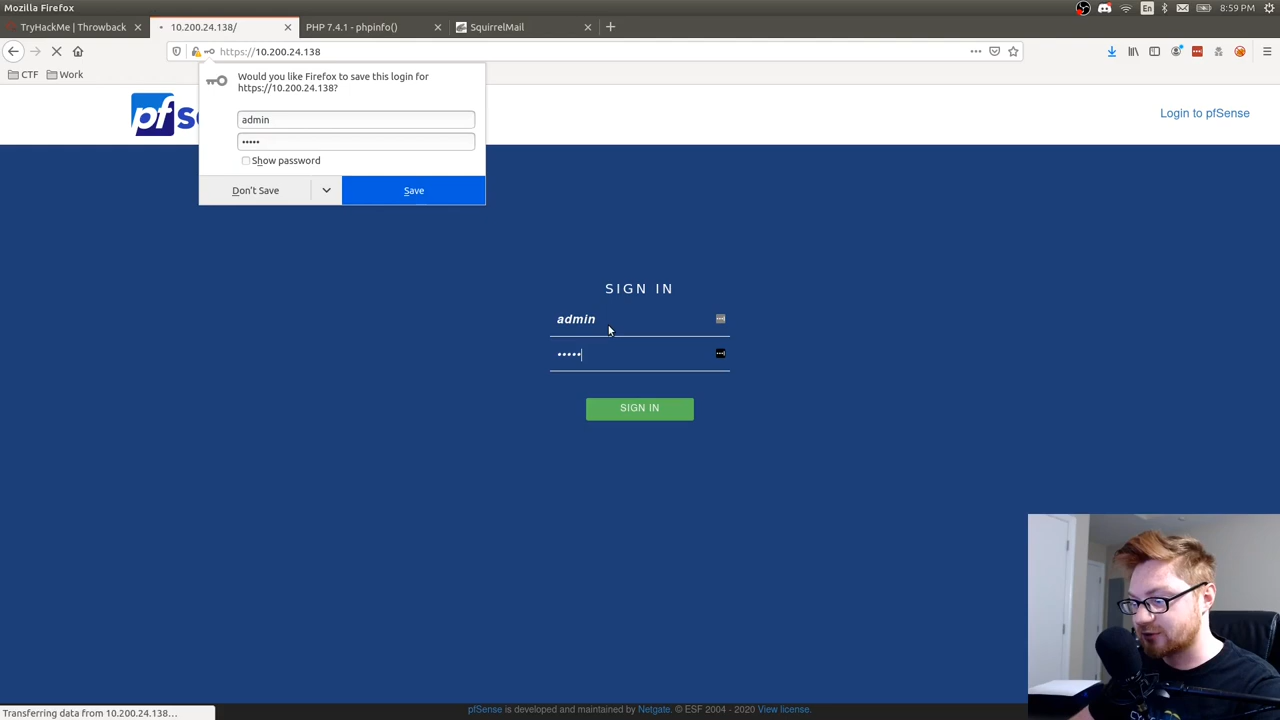 Mozilla Firefox
En
8:59 PM
TryHackMe | Throwback
10.200.24.138/
PHP 7.4.1 - phpinfo()
SquirrelMail
https://10.200.24.138
CTF
Work
Would you like Firefox to save this login for
https://10.200.24.138?
admin
•••••
Show password
Don't Save
Save
pfS
Login to pfSense
SIGN IN
admin
•••••
SIGN IN
pfSense is developed and maintained by Netgate. © ESF 2004 - 2020 View license.
Transferring data from 10.200.24.138…